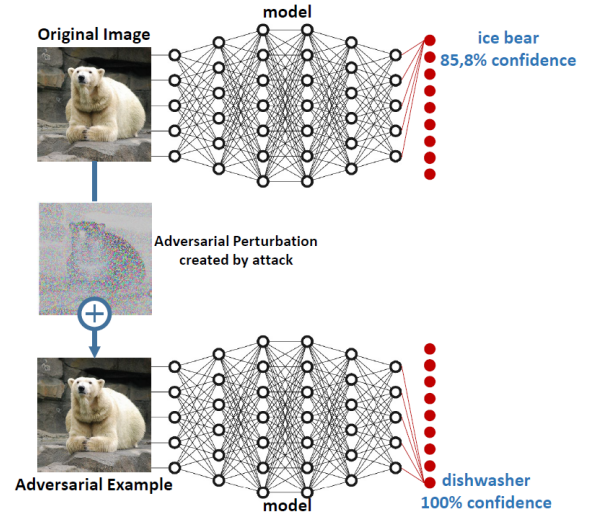 model
Original Image
ice bear
85,8% confidence
Adversarial Perturbation
created by attack
Adversarial Example
model
dishwasher
100% confidence